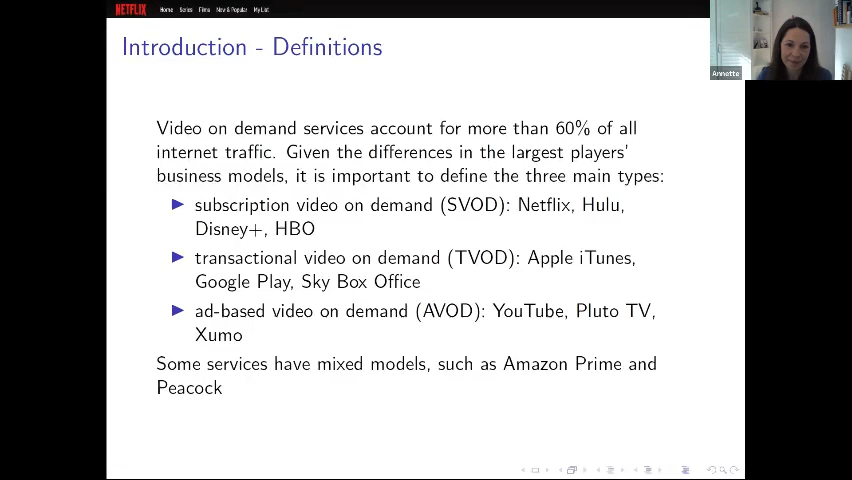 NETFLIX Home Series Films New & Popular My List
Introduction - Definitions
Annette
Video on demand services account for more than 60% of all
internet traffic. Given the differences in the largest players'
business models, it is important to define the three main types:
subscription video on demand (SVOD): Netflix, Hulu,
Disney+, HBO
transactional video on demand (TVOD): Apple iTunes,
Google Play, Sky Box Office
ad-based video on demand (AVOD): YouTube, Pluto TV,
Xumo
Some services have mixed models, such as Amazon Prime and
Peacock